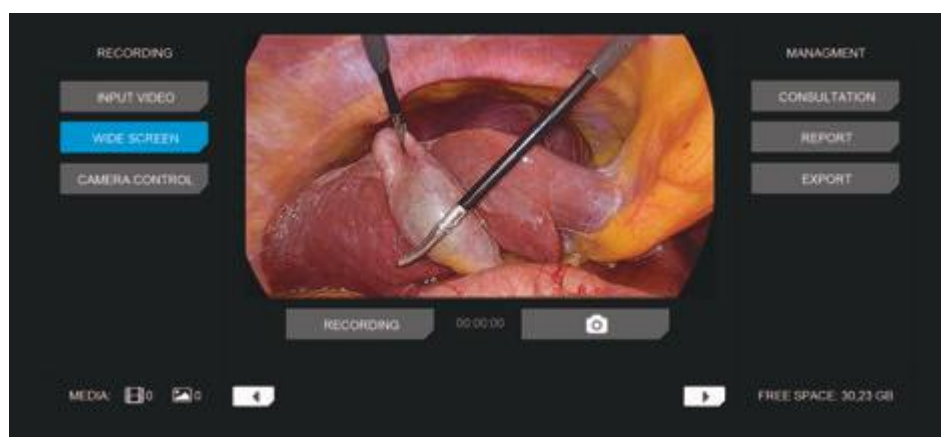 RECORDING
INPUT VIDEO
WIDE SCREEN
CAMERA CONTROL
MANAGMENT
CONSULTATION
REPORT
EXPORT
RECORDING 00:00:00
MEDIA: 0 0
FREE SPACE: 30,23 GB